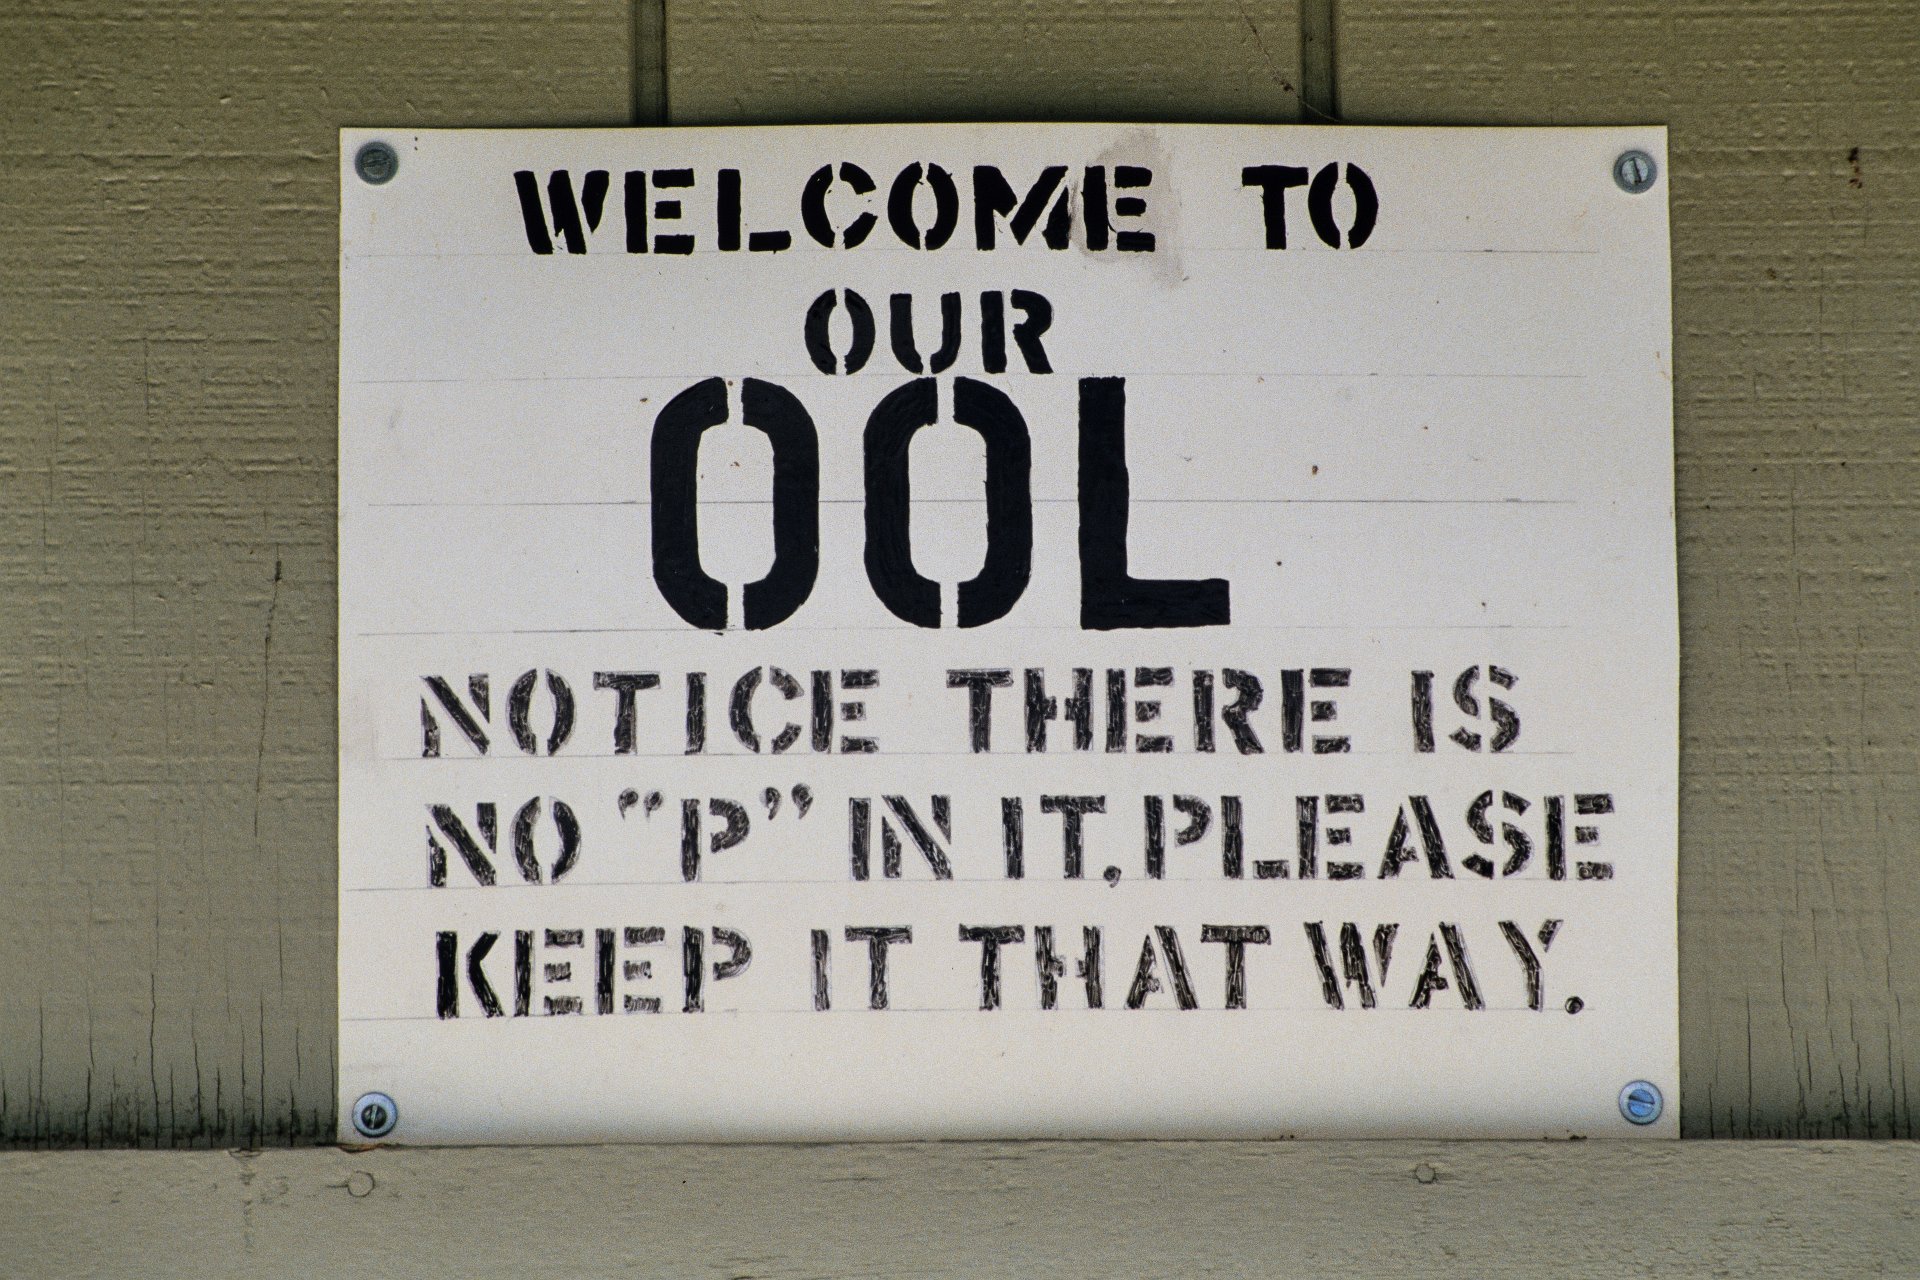 WELCOME TO
OUR
OOL
NOTICE THERE IS
NO “P” IN IT, PLEASE
KEEP IT THAT WAY.